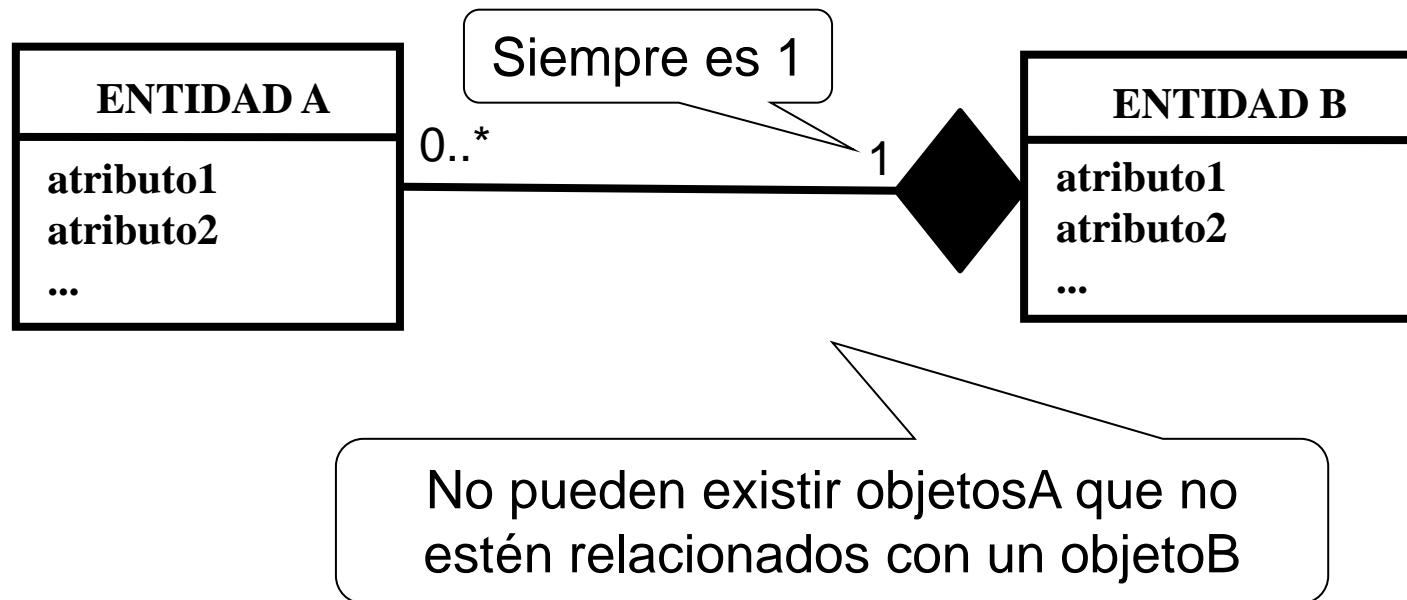 Siempre es 1
ENTIDAD A
ENTIDAD B
0..*
1
atributo1
atributo2
...
atributo1
atributo2
...
No pueden existir objetosA que no
estén relacionados con un objetoB